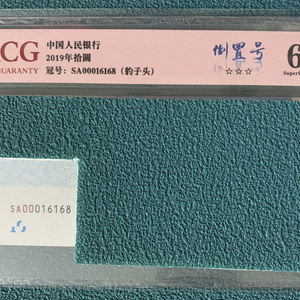 CG
GUARANTY
中国人民银行
2019年拾圆
冠号：SA00016168（豹子头）
倒置号
☆☆☆
6
Super
SA00016168